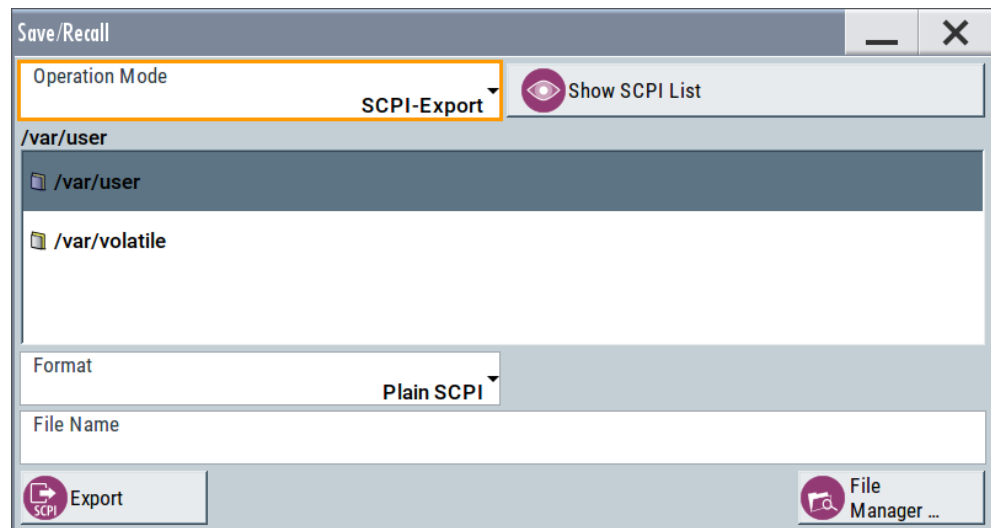 Save/Recall
Operation Mode
SCPI-Export
Show SCPI List
/var/user
/var/user
/var/volatile
Format
Plain SCPI
File Name
SCPI
Export
File
Manager ...